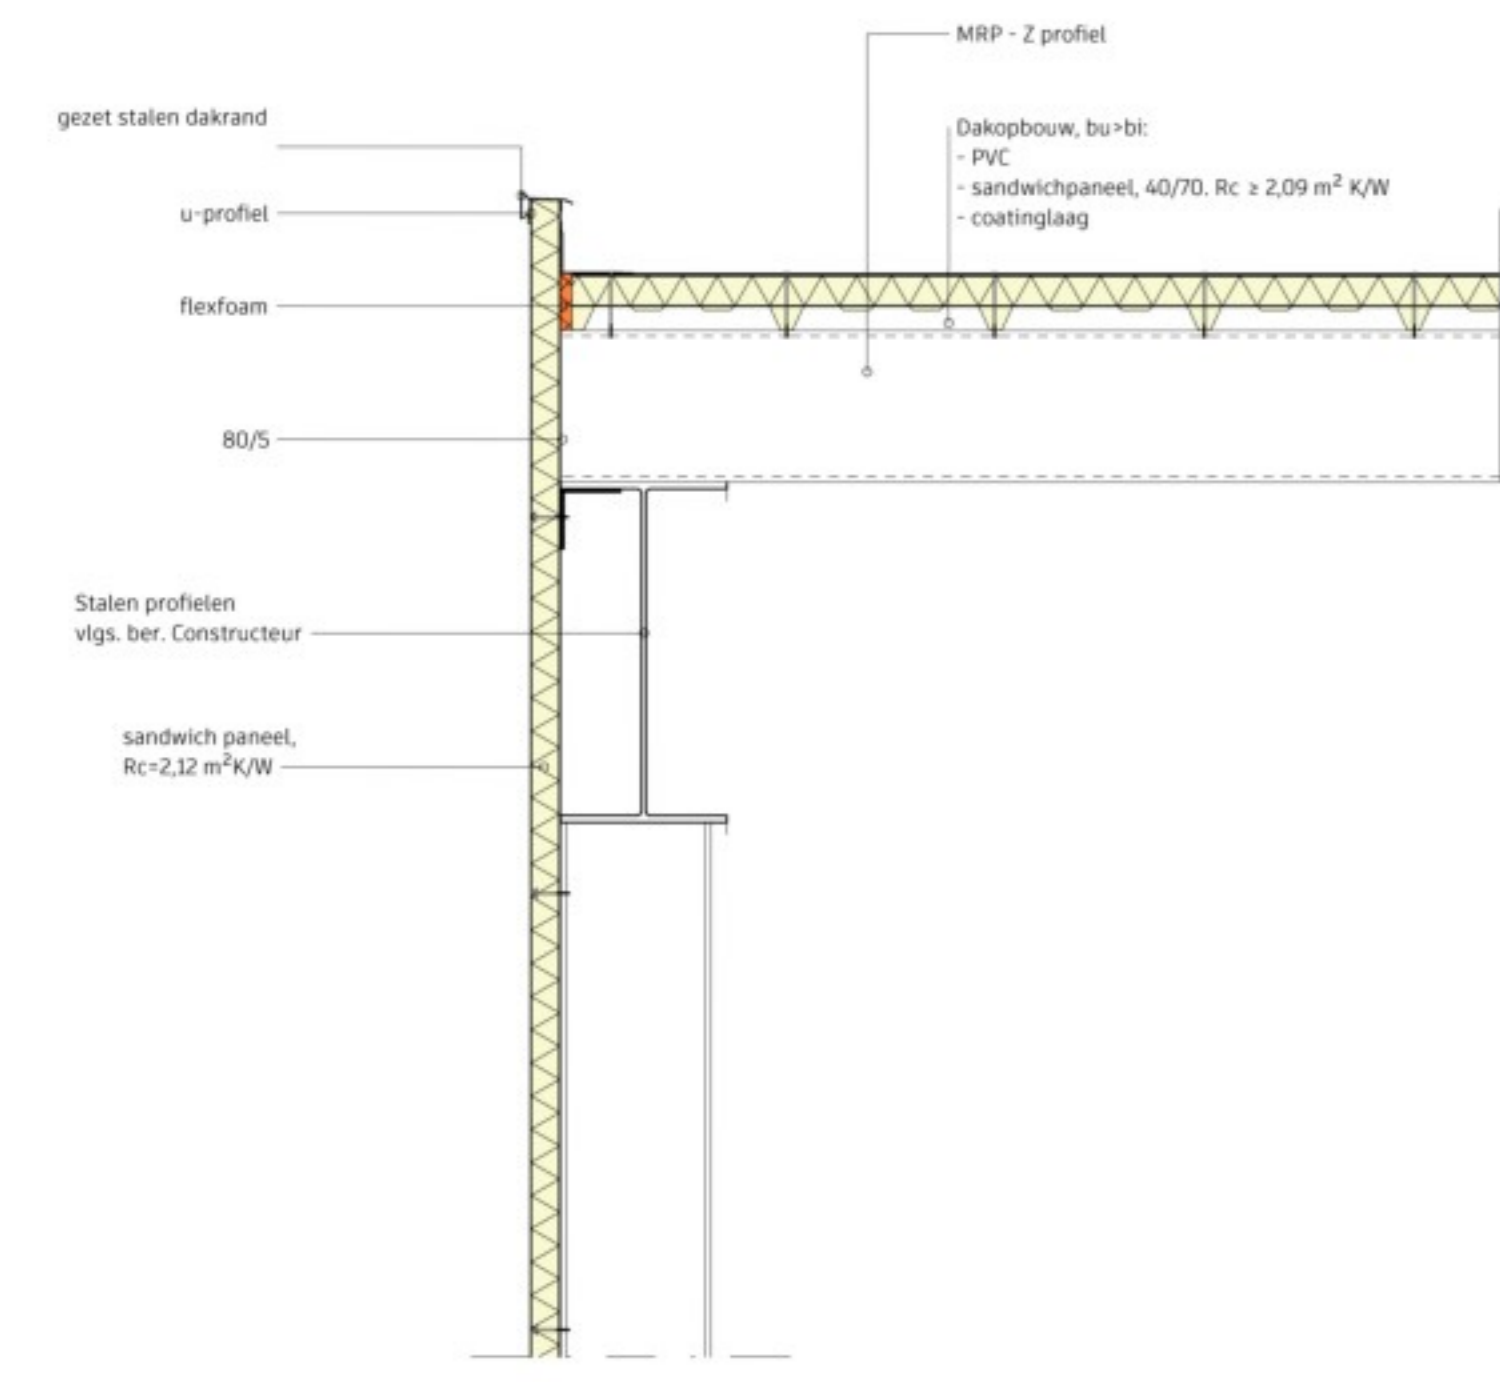 MRP - Z profiel
gezet stalen dakrand
Dakopbouw, bu>bi:
- PVC
- sandwichpaneel, 40/70. Rc ≥ 2,09 m² K/W
- coatinglaag
u-profiel
flexfoam
80/5
Stalen profielen
vlgs. ber. Constructeur
sandwich paneel,
Rc=2,12 m²K/W